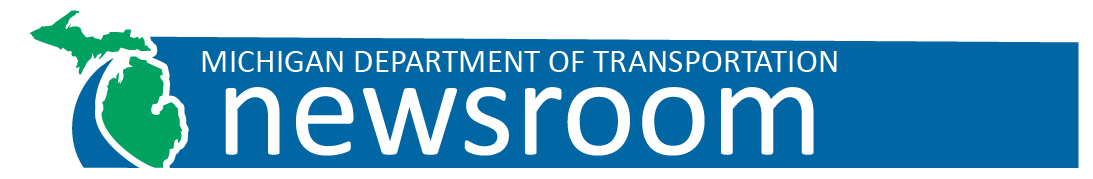 MICHIGAN DEPARTMENT OF TRANSPORTATION
newsroom